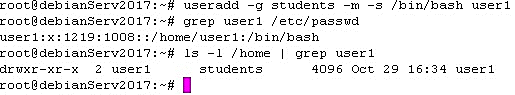 root@debianServ2017:~# useradd -g students -m -s /bin/bash user1
root@debianServ2017:~# grep user1 /etc/passwd
user1:x:1219:1008::/home/user1:/bin/bash
root@debianServ2017:~# ls -l /home | grep user1
drwxr-xr-x  2 user1      students      4096 Oct 29 16:34 user1
root@debianServ2017:~#